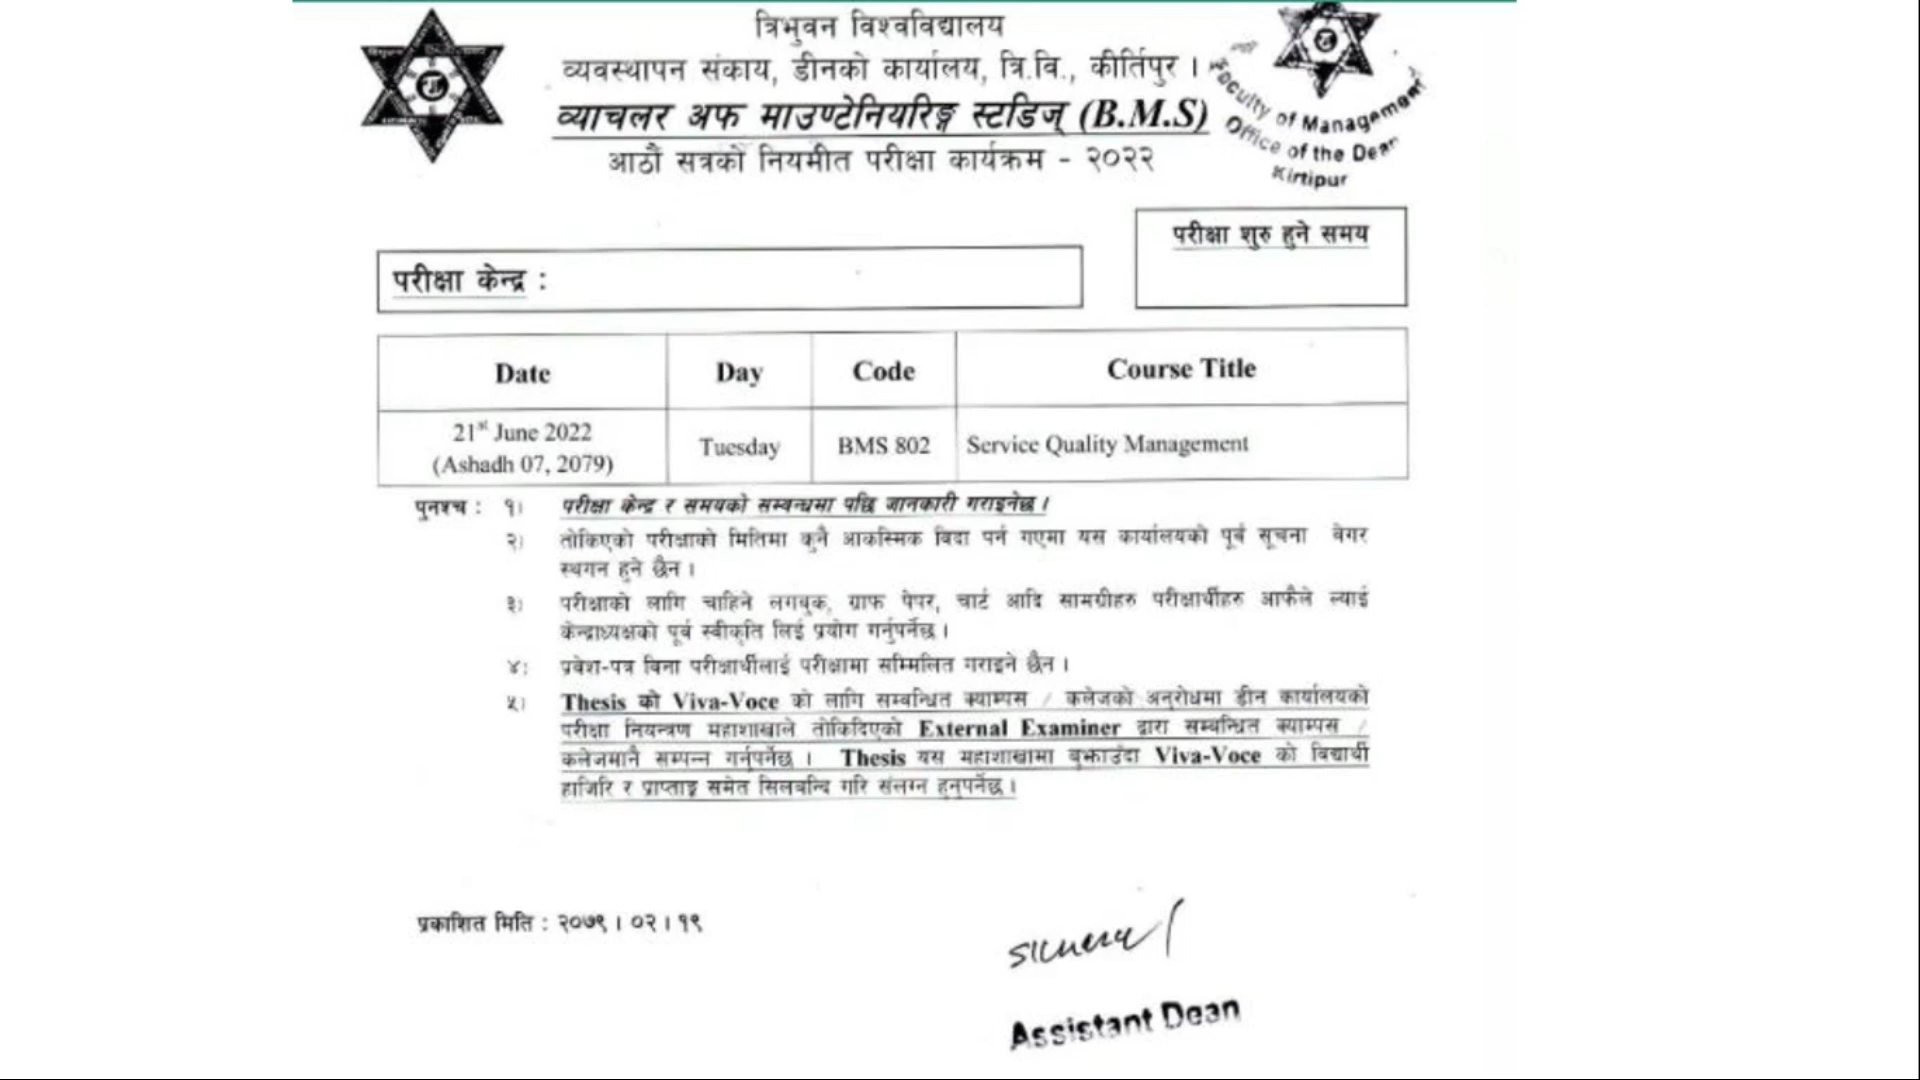 त्रिभुवन विश्वविद्यालय
व्यवस्थापन संकाय, डीनको कार्यालय, त्रि.वि., कीर्तिपुर ।
व्याचलर अफ माउण्टेनियरिङ्ग स्टडिज् (B.M.S)
आठौं सत्रको नियमीत परीक्षा कार्यक्रम - २०२२
Faculty of Management
Office of the Dean
Kirtipur
परीक्षा शुरु हुने समय
परीक्षा केन्द्र :
Date Day Code Course Title
21st June 2022
(Ashadh 07, 2079) Tuesday BMS 802 Service Quality Management
पुनश्च : १) परीक्षा केन्द्र र समयको सम्बन्धमा पछि जानकारी गराइनेछ ।
२) तोकिएको परीक्षाको मितिमा कुनै आकस्मिक विदा पर्न गएमा यस कार्यालयको पूर्व सूचना वेगर
स्थगन हुने छैन ।
३) परीक्षाको लागि चाहिने लगबुक, ग्राफ पेपर, चार्ट आदि सामग्रीहरु परीक्षार्थीहरु आफैले ल्याई
केन्द्राध्यक्षको पूर्व स्वीकृति लिई प्रयोग गर्नुपर्नेछ ।
४) प्रवेश-पत्र विना परीक्षार्थीलाई परीक्षामा सम्मिलित गराइने छैन ।
५) Thesis को Viva-Voce को लागि सम्बन्धित क्याम्पस / कलेजको अनुरोधमा डीन कार्यालयको
परीक्षा नियन्त्रण महाशाखाले तोकिदिएको External Examiner द्वारा सम्बन्धित क्याम्पस /
कलेजमानै सम्पन्न गर्नुपर्नेछ । Thesis यस महाशाखामा बुझाउंदा Viva-Voce को विद्यार्थी
हाजिरि र प्राप्ताङ्क समेत सिलबन्दि गरि संलग्न हुनुपर्नेछ ।
प्रकाशित मिति : २०७९ । ०२ । १९
Assistant Dean